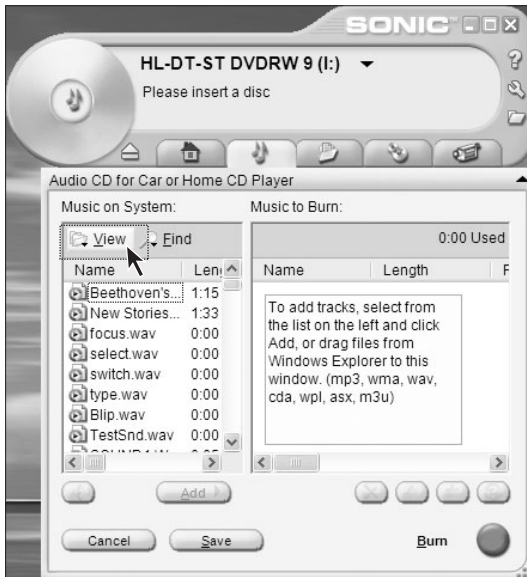 SONIC
HL-DT-ST DVDRW 9 (I:)
Please insert a disc
Audio CD for Car or Home CD Player
Music on System:
Music to Burn:
View
Find
0:00 Used
Name
Name
Length
Beethoven's... 1:15
New Stories... 1:33
focus.wav 0:00
select.wav 0:00
switch.wav 0:00
type.wav 0:00
Blip.wav 0:00
TestSnd.wav 0:00
To add tracks, select from
the list on the left and click
Add, or drag files from
Windows Explorer to this
window. (mp3, wma, wav,
cda, wpl, asx, m3u)
Add
Cancel
Save
Burn